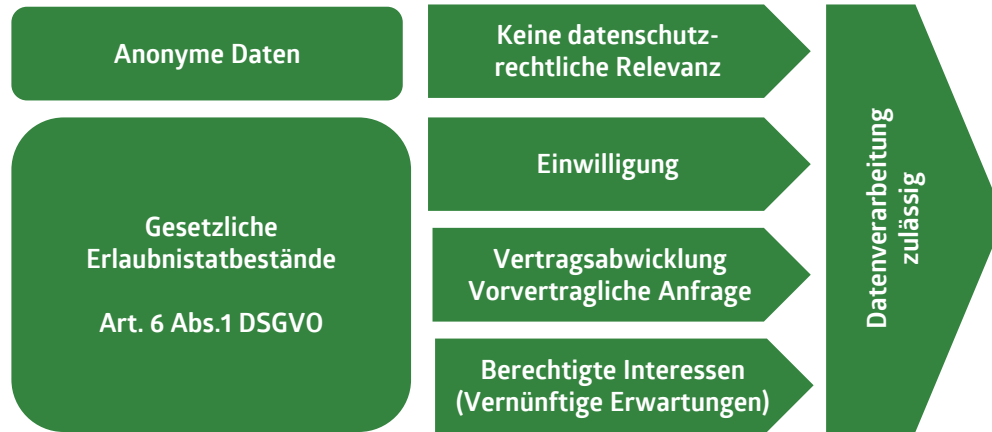 Anonyme Daten
Keine datenschutz-
rechtliche Relevanz
Gesetzliche
Erlaubnistatbestände
Art. 6 Abs.1 DSGVO
Einwilligung
Vertragsabwicklung
Vorvertragliche Anfrage
Berechtigte Interessen
(Vernünftige Erwartungen)
Datenverarbeitung
zulässig